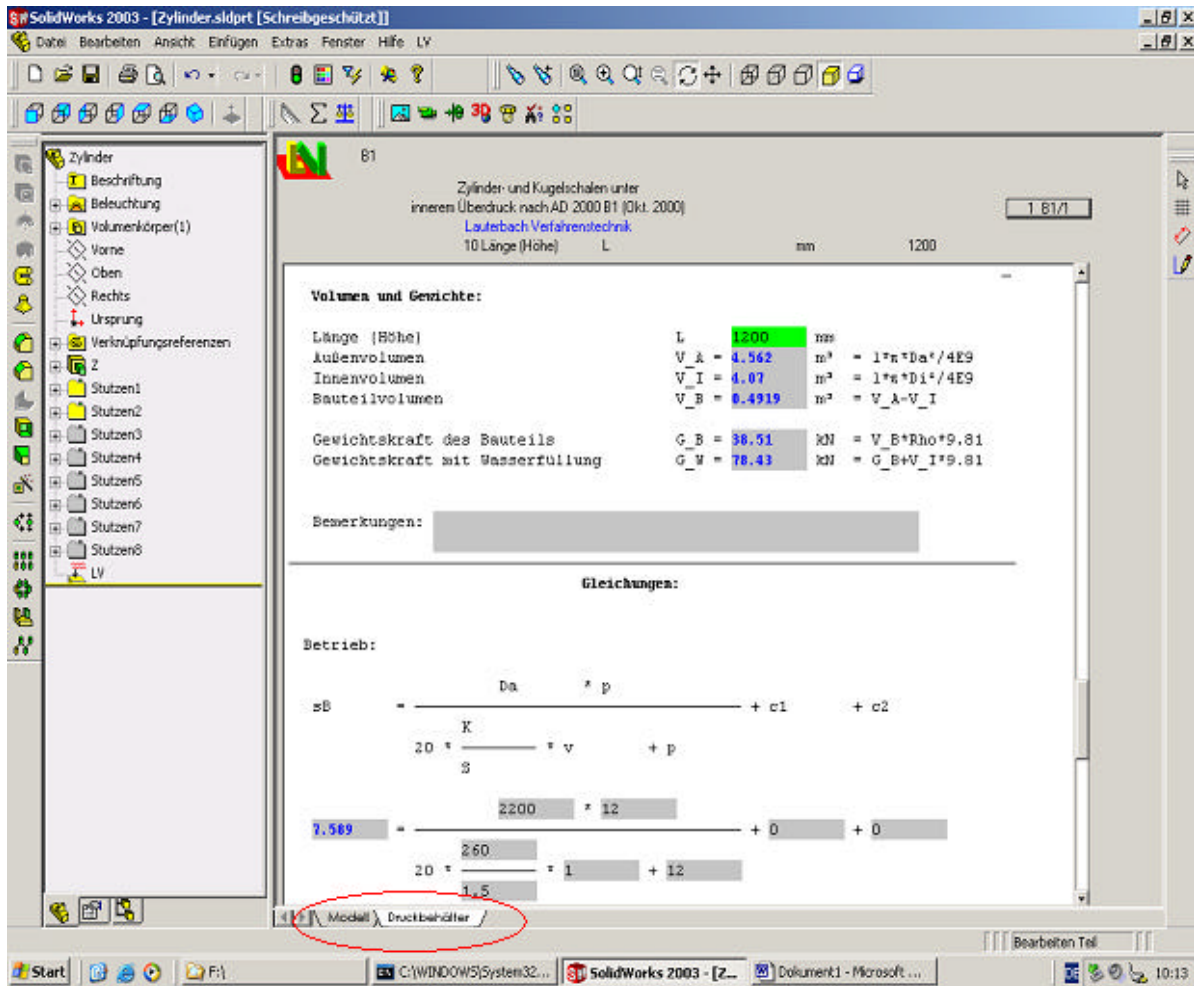 SolidWorks 2003 - [Zylinder.sldprt [Schreibgeschützt]]
Datei Bearbeiten Ansicht Einfügen Extras Fenster Hilfe LV
3D
Zylinder
Beschriftung
Beleuchtung
Volumenkörper(1)
Vorne
Oben
Rechts
Ursprung
Verknüpfungsreferenzen
Z
Stutzen1
Stutzen2
Stutzen3
Stutzen4
Stutzen5
Stutzen6
Stutzen7
Stutzen8
LV
B1
Zylinder- und Kugelschalen unter
innerem Überdruck nach AD 2000 B1 (Okt. 2000)
1 B1/1
Lauterbach Verfahrenstechnik
10 Länge (Höhe) L mm 1200
Volumen und Gewichte:
Länge (Höhe) L 1200 mm
Außenvolumen V_A = 4.562 m³ = l*π*Da²/4E9
Innenvolumen V_I = 4.07 m³ = l*π*Di²/4E9
Bauteilvolumen V_B = 0.4919 m³ = V_A-V_I
Gewichtskraft des Bauteils G_B = 38.51 kN = V_B*Rho*9.81
Gewichtskraft mit Wasserfüllung G_W = 78.43 kN = G_B+V_I*9.81
Bemerkungen:
Gleichungen:
Betrieb:
Da * p
sB = + c1 + c2
K
20 * * v + p
S
2200 * 12
7.589 = + 0 + 0
260
20 * * 1 + 12
1.5
Modell Druckbehälter
Bearbeiten Teil
Start F:\ C:\WINDOWS\System32... SolidWorks 2003 - [Z... Dokument1 - Microsoft ... DE 10:13